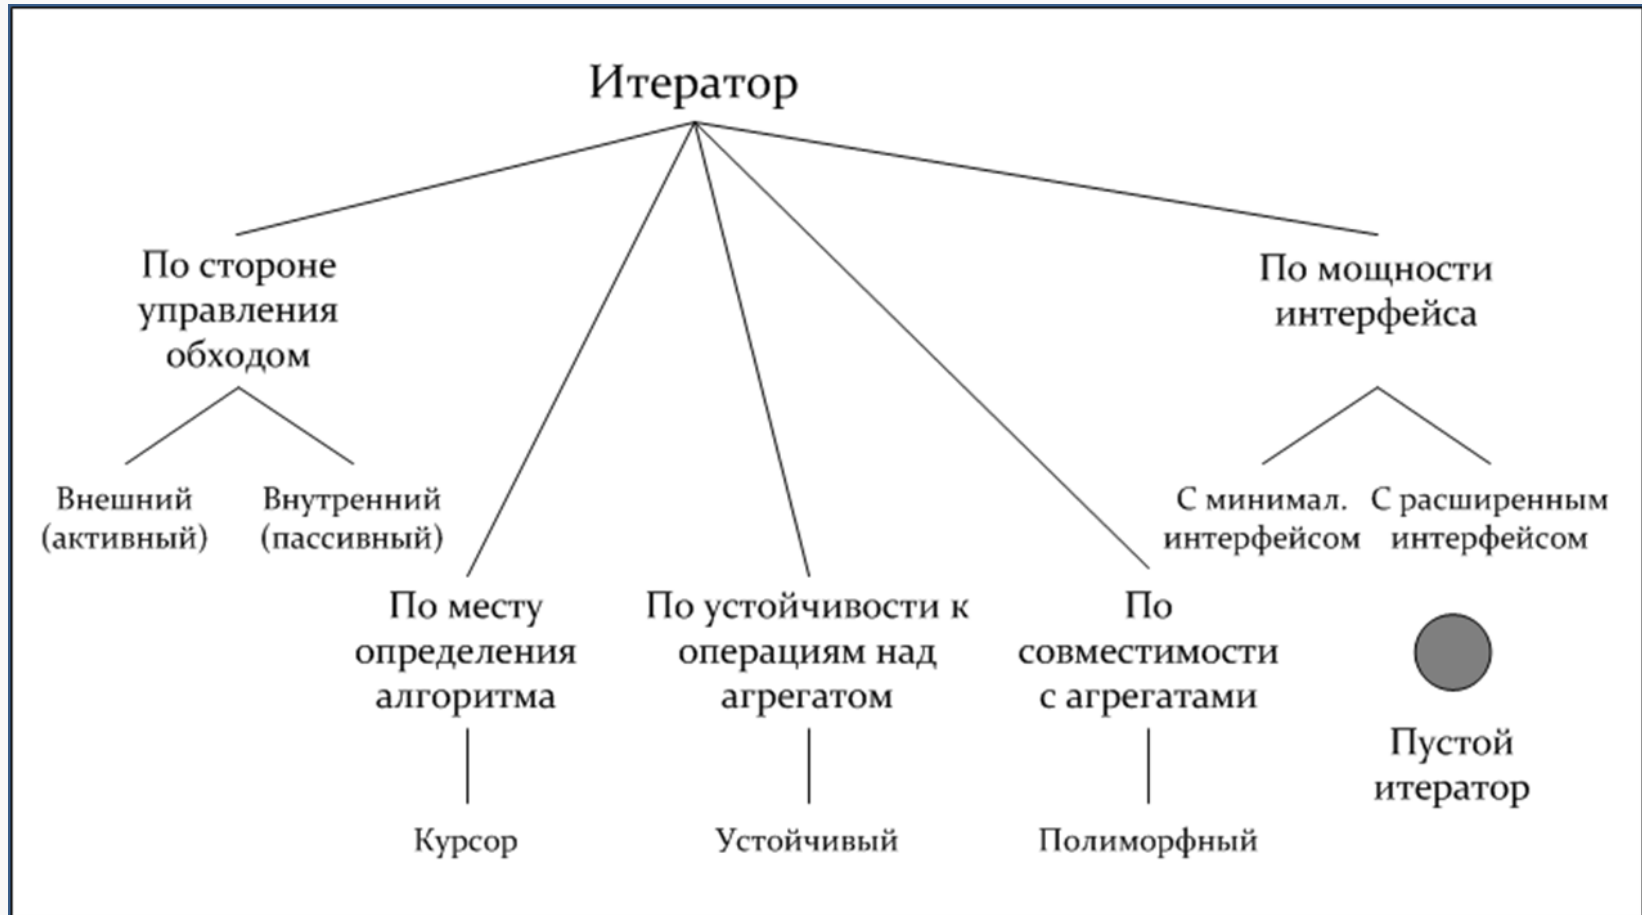 Итератор
По стороне
управления
обходом
По мощности
интерфейса
Внешний
(активный)
Внутренний
(пассивный)
С минимал.
интерфейсом
С расширенным
интерфейсом
По месту
определения
алгоритма
По устойчивости к
операциям над
агрегатом
По
совместимости
с агрегатами
Пустой
итератор
Курсор
Устойчивый
Полиморфный